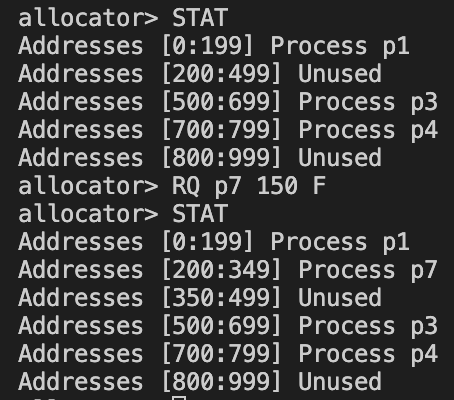 allocator> STAT
Addresses [0:199] Process p1
Addresses [200:499] Unused
Addresses [500:699] Process p3
Addresses [700:799] Process p4
Addresses [800:999] Unused
allocator> RQ p7 150 F
allocator> STAT
Addresses [0:199] Process p1
Addresses [200:349] Process p7
Addresses [350:499] Unused
Addresses [500:699] Process p3
Addresses [700:799] Process p4
Addresses [800:999] Unused